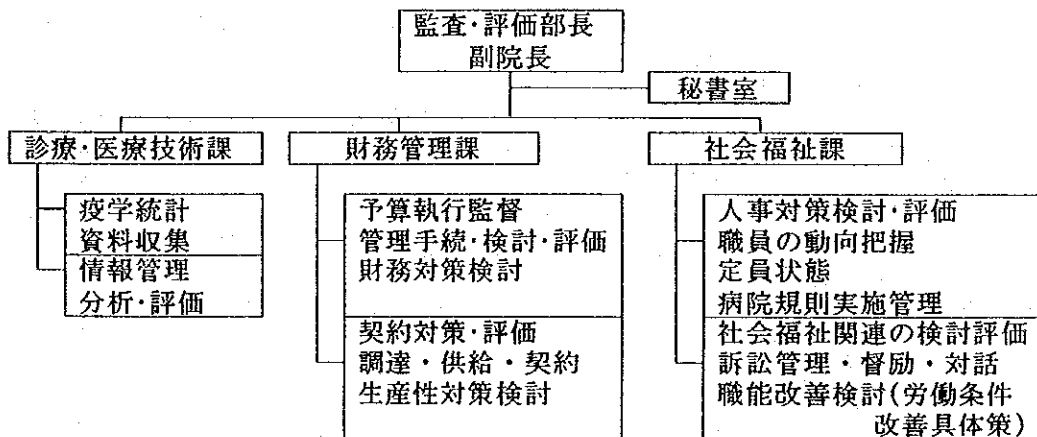 監査・評価部長
副院長
秘書室
診療・医療技術課
財務管理課
社会福祉課
疫学統計
資料収集
情報管理
分析・評価
予算執行監督
管理手続・検討・評価
財務対策検討
契約対策・評価
調達・供給・契約
生産性対策検討
人事対策検討・評価
職員の動向把握
定員状態
病院規則実施管理
社会福祉関連の検討評価
訴訟管理・督励・対話
職能改善検討(労働条件
改善具体策)